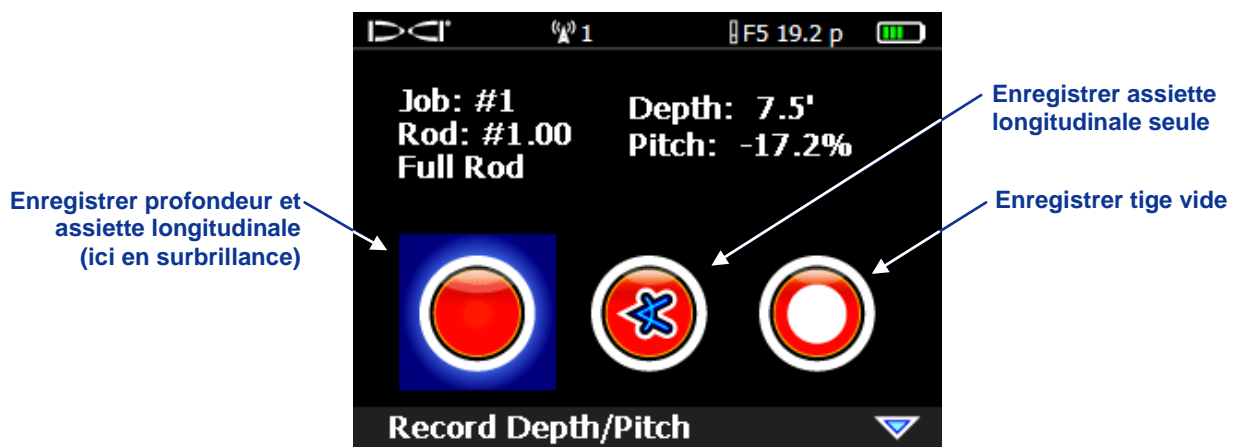 DCI
1
F5 19.2 p
Job: #1
Rod: #1.00
Full Rod
Depth: 7.5'
Pitch: -17.2%
Enregistrer assiette
longitudinale seule
Enregistrer profondeur et
assiette longitudinale
(ici en surbrillance)
Enregistrer tige vide
Record Depth/Pitch